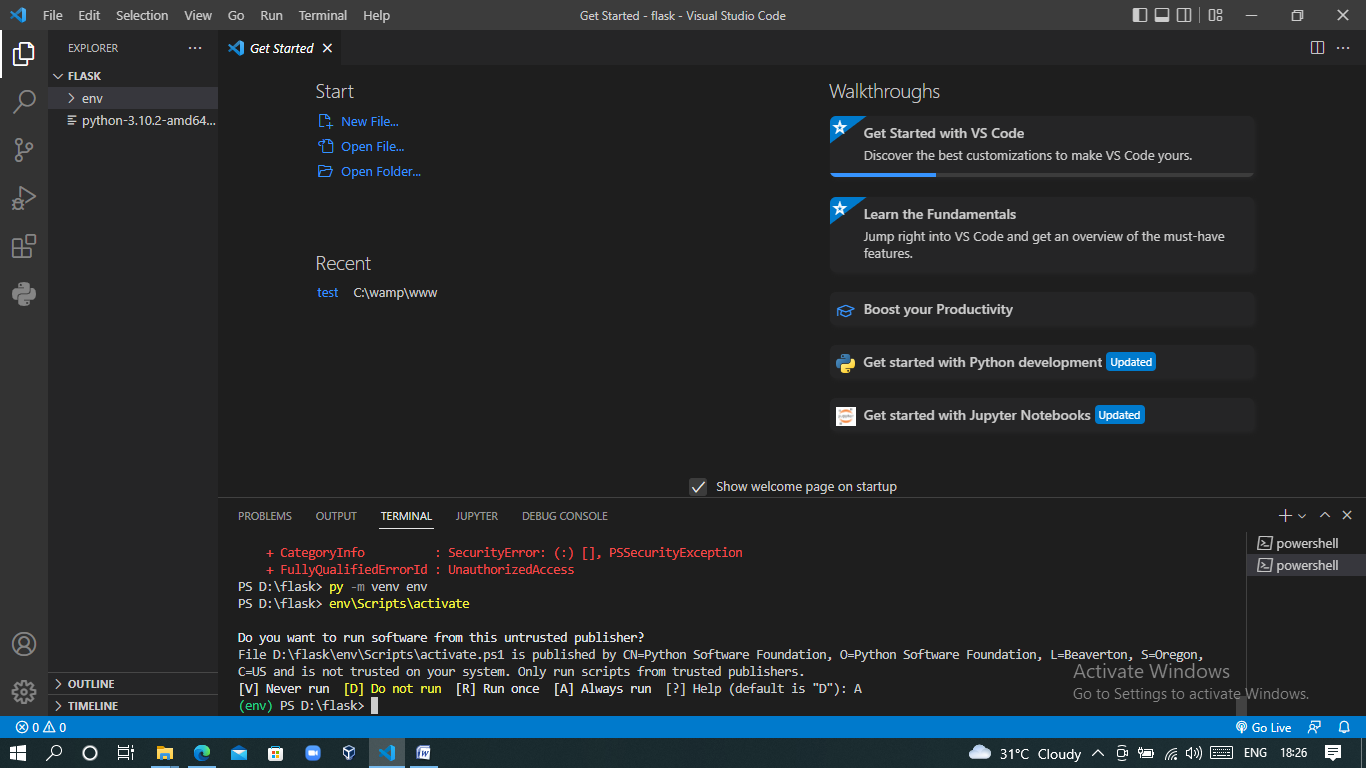 File Edit Selection View Go Run Terminal Help
Get Started - flask - Visual Studio Code
EXPLORER
FLASK
env
python-3.10.2-amd64...
OUTLINE
TIMELINE
Get Started
Start
New File...
Open File...
Open Folder...
Recent
test C:\wamp\www
Walkthroughs
Get Started with VS Code
Discover the best customizations to make VS Code yours.
Learn the Fundamentals
Jump right into VS Code and get an overview of the must-have
features.
Boost your Productivity
Get started with Python development Updated
Get started with Jupyter Notebooks Updated
Show welcome page on startup
PROBLEMS OUTPUT TERMINAL JUPYTER DEBUG CONSOLE
+ CategoryInfo : SecurityError: (:) [], PSSecurityException
+ FullyQualifiedErrorId : UnauthorizedAccess
PS D:\flask> py -m venv env
PS D:\flask> env\Scripts\activate
Do you want to run software from this untrusted publisher?
File D:\flask\env\Scripts\activate.ps1 is published by CN=Python Software Foundation, O=Python Software Foundation, L=Beaverton, S=Oregon,
C=US and is not trusted on your system. Only run scripts from trusted publishers.
[V] Never run [D] Do not run [R] Run once [A] Always run [?] Help (default is "D"): A
(env) PS D:\flask>
powershell
powershell
Activate Windows
Go to Settings to activate Windows.
0 0
Go Live
31°C Cloudy
ENG 18:26